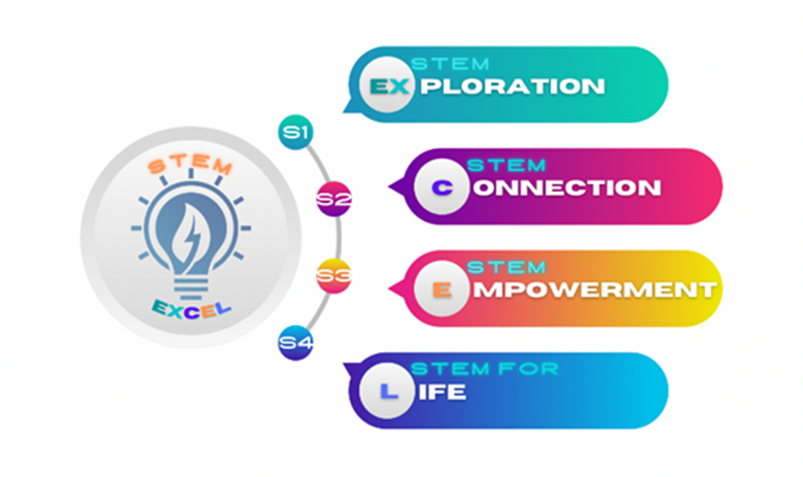 STEM
EXCEL
S1
S2
S3
S4
STEM
EXPLORATION
STEM
CONNECTION
STEM
EMPOWERMENT
STEM FOR
LIFE